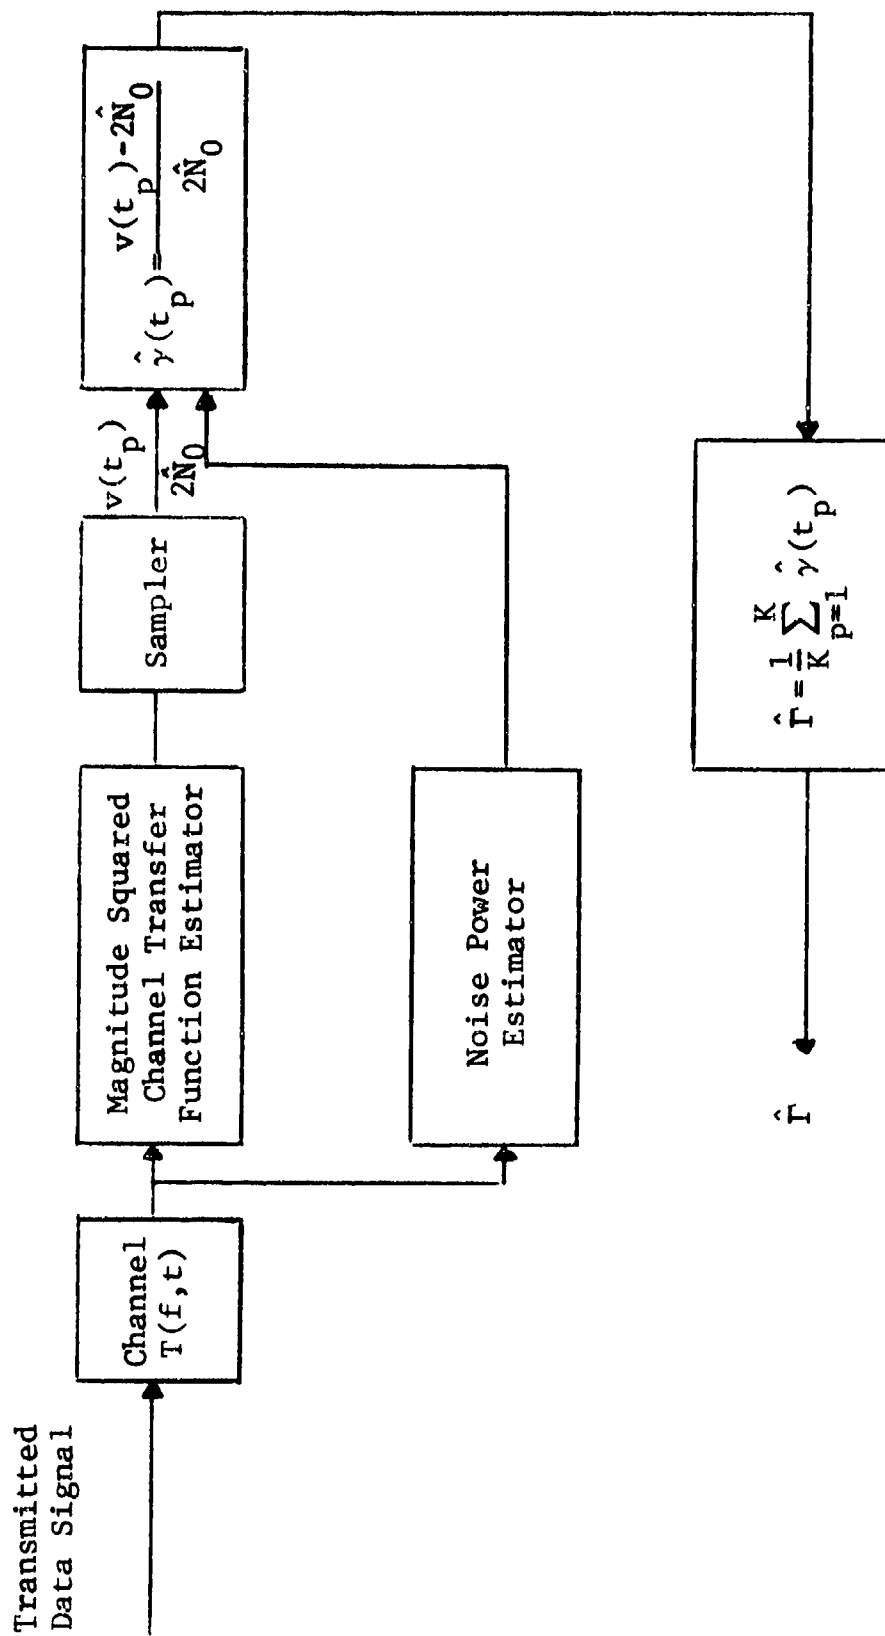 Transmitted
Data Signal
Channel
T(f,t)
Magnitude Squared
Channel Transfer
Function Estimator
Sampler
v(t_p)
2N̂_0
γ̂(t_p) = (v(t_p)-2N̂_0) / 2N̂_0
Noise Power
Estimator
Γ̂ = 1/K ∑_{p=1}^{K} γ̂(t_p)
Γ̂